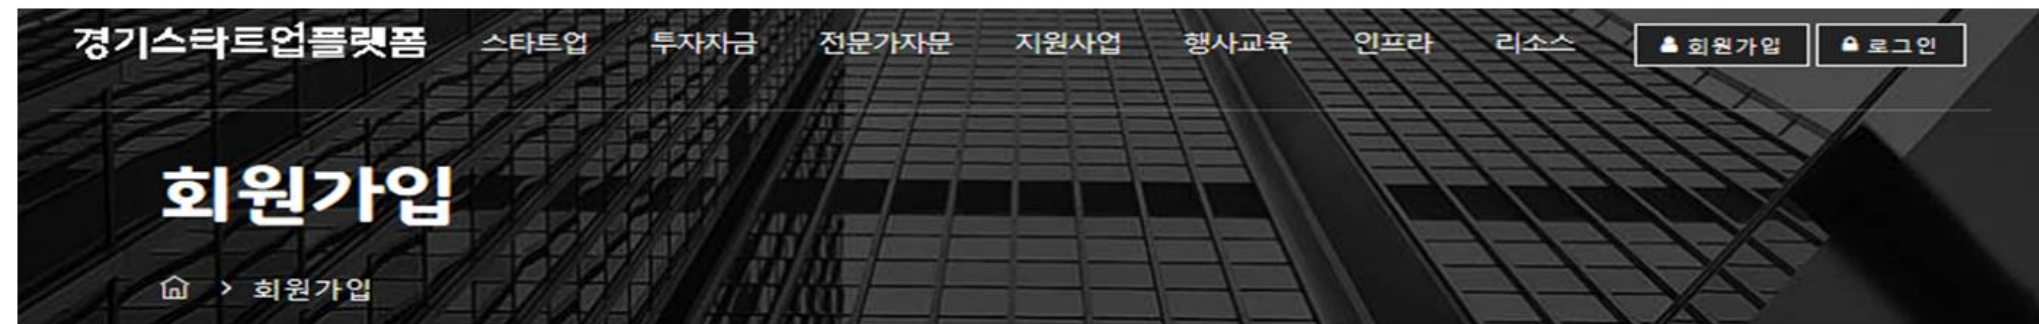 경기스타트업플랫폼 스타트업 투자자금 전문가자문 지원사업 행사교육 인프라 리소스 회원가입 로그인
회원가입
> 회원가입